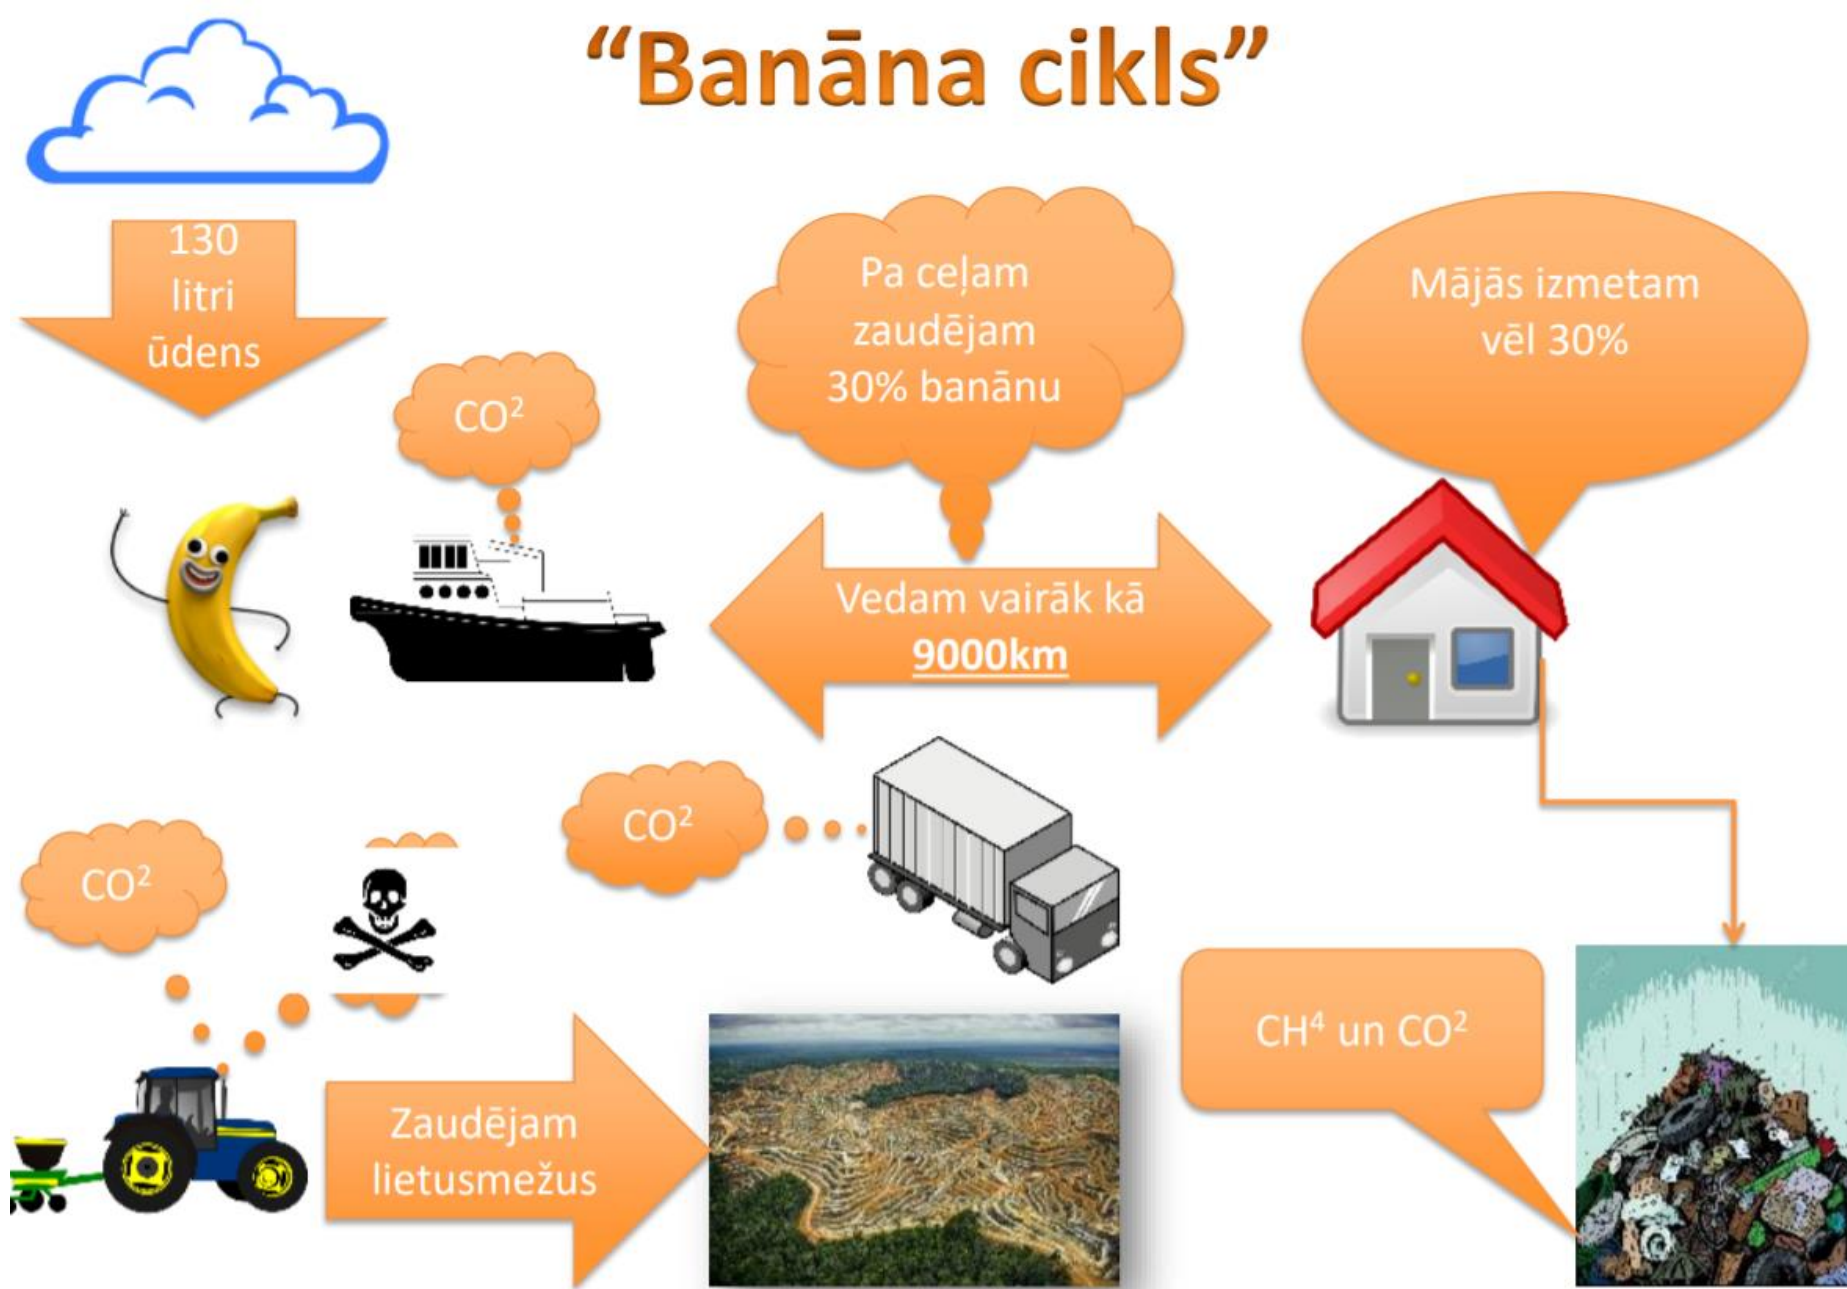 “Banāna cikls”
130
litri
ūdens
CO²
Pa ceļam
zaudējam
30% banānu
Mājās izmetam
vēl 30%
Vedam vairāk kā
9000km
CO²
CO²
Zaudējam
lietusmežus
CH⁴ un CO²